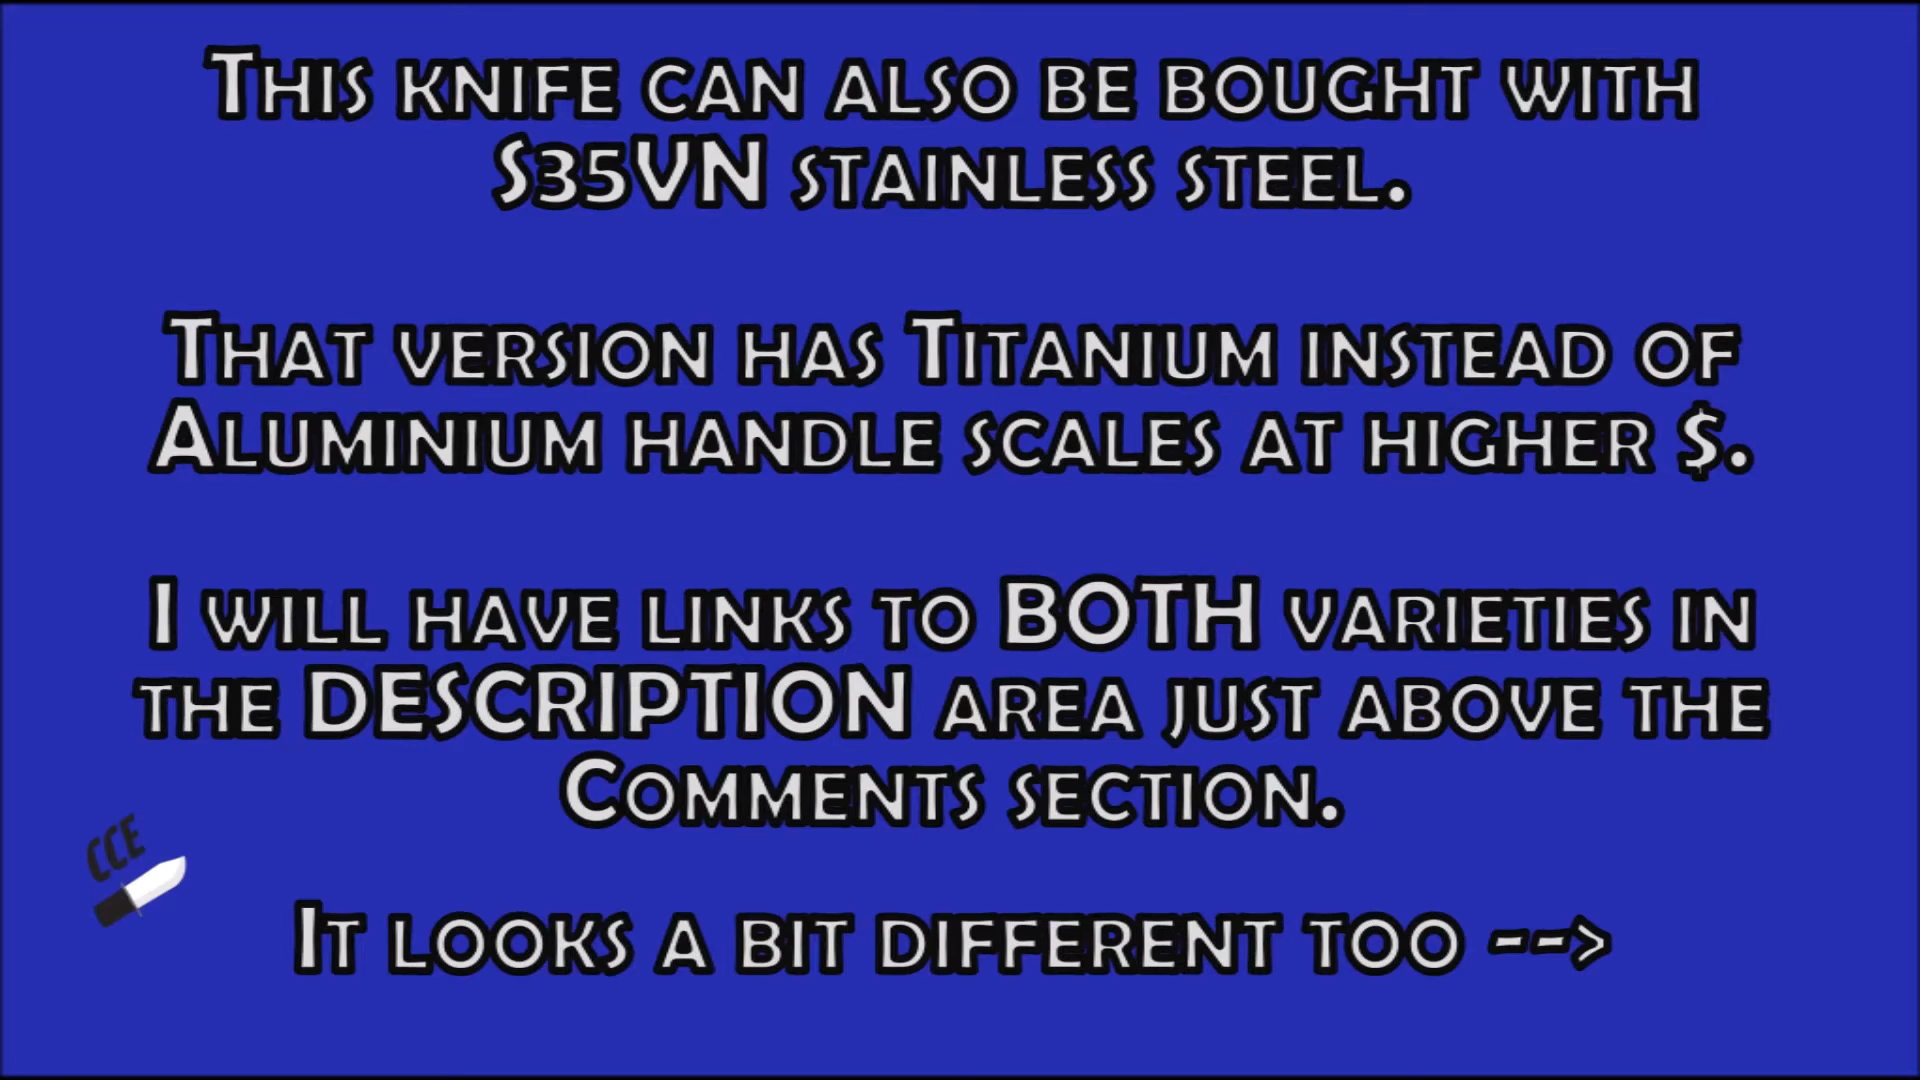 This knife can also be bought with
S35VN stainless steel.
That version has Titanium instead of
Aluminium handle scales at higher $.
I will have links to BOTH varieties in
the DESCRIPTION area just above the
Comments section.
CCE
It looks a bit different too -->